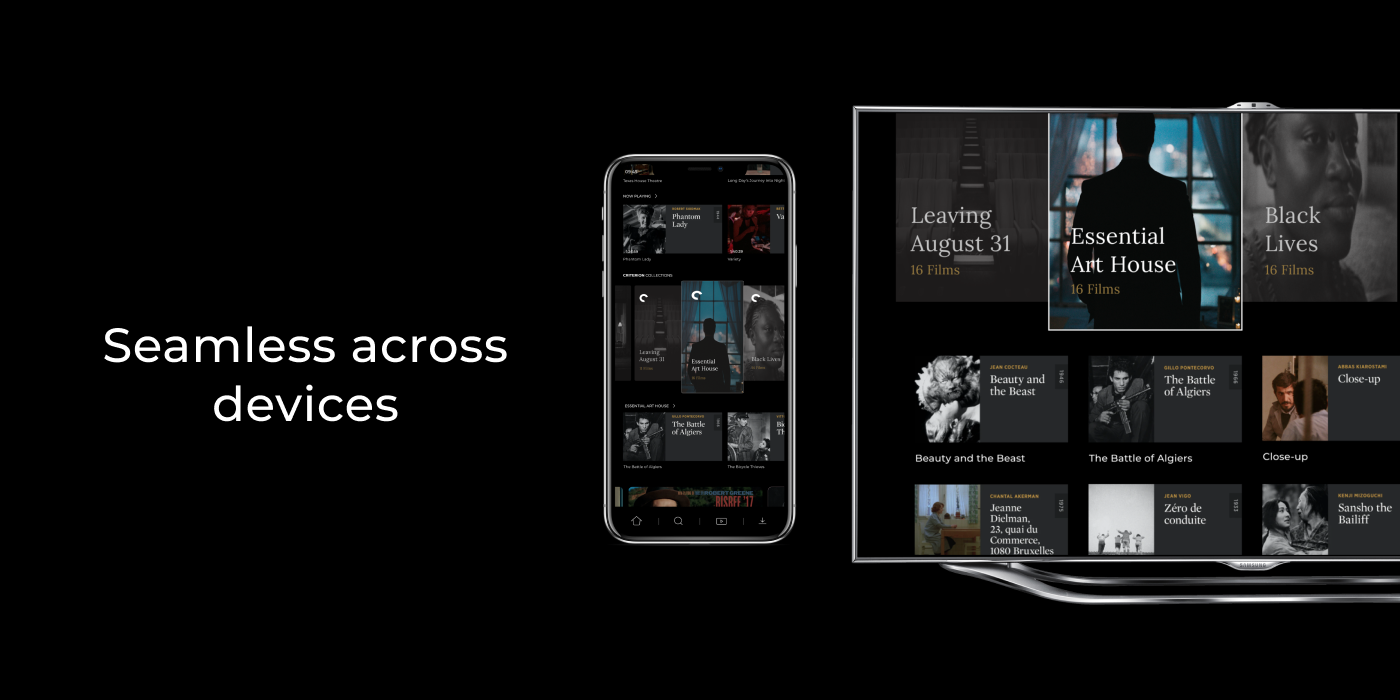 Seamless across
devices
Texas House Theatre
Long Day's Journey Into Night
NOW PLAYING
ROBERT SIODMAK
Phantom
Lady
1944
Va
Phantom Lady
Variety
CRITERION COLLECTIONS
Leaving
August 31
Essential
Art House
16 Films
Black Lives
16 Films
ESSENTIAL ART HOUSE
GILLO PONTECORVO
The Battle
of Algiers
Bic
Th
The Battle of Algiers
The Bicycle Thieves
ROBERT GREENE
BISBEE '17
Leaving
August 31
16 Films
Essential
Art House
16 Films
Black
Lives
16 Films
JEAN COCTEAU
Beauty and
the Beast
1946
Beauty and the Beast
GILLO PONTECORVO
The Battle
of Algiers
1966
The Battle of Algiers
ABBAS KIAROSTAMI
Close-up
Close-up
CHANTAL AKERMAN
Jeanne
Dielman,
23, quai du
Commerce,
1080 Bruxelles
1975
JEAN VIGO
Zéro de
conduite
1933
KENJI MIZOGUCHI
Sansho the
Bailiff
SAMSUNG